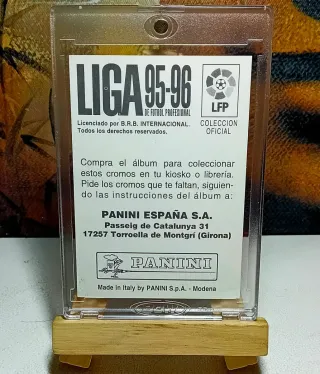 LIGA 95-96
DE FUTBOL PROFESIONAL
LFP
Licenciado por B.R.B. INTERNACIONAL.
Todos los derechos reservados.
COLECCION
OFICIAL
Compra el álbum para coleccionar
estos cromos en tu kiosko o librería.
Pide los cromos que te faltan, siguien-
do las instrucciones del álbum a:
PANINI ESPAÑA S.A.
Passeig de Catalunya 31
17257 Torroella de Montgrí (Girona)
PANINI
Made in Italy by PANINI S.p.A. - Modena